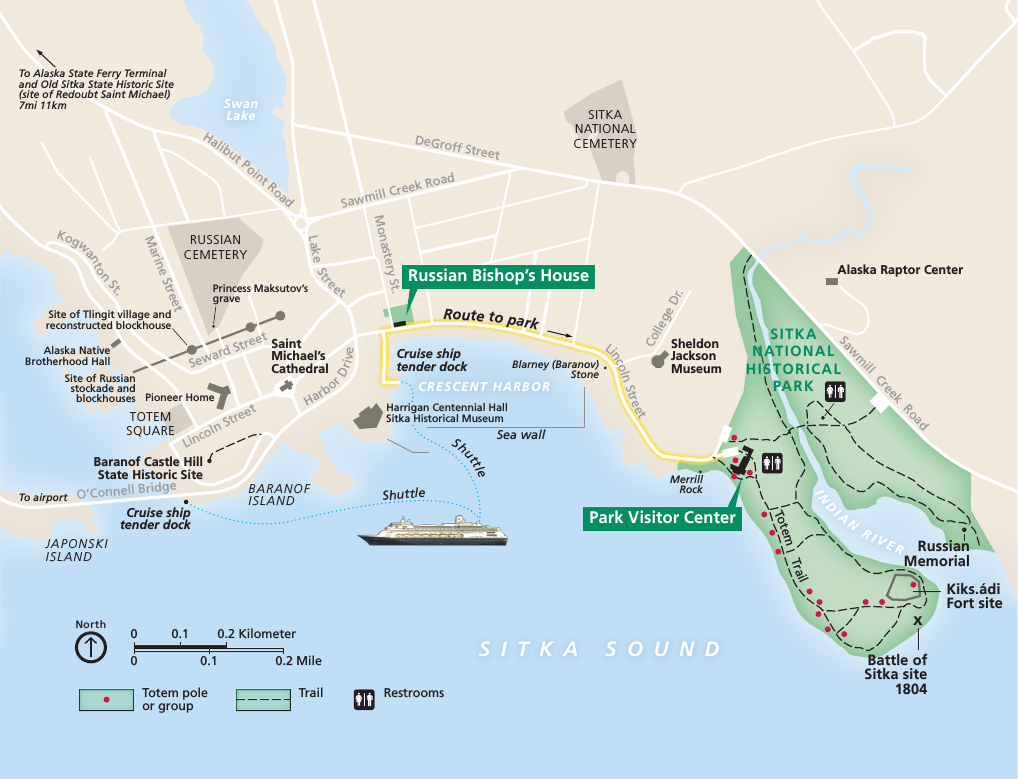 To Alaska State Ferry Terminal
and Old Sitka State Historic Site
(site of Redoubt Saint Michael)
7mi 11km
Swan
Lake
SITKA
NATIONAL
CEMETERY
Halibut Point Road
DeGroff Street
Sawmill Creek Road
Kogwanton St.
Marine Street
RUSSIAN
CEMETERY
Lake Street
Monastery St.
Russian Bishop's House
Alaska Raptor Center
Princess Maksutov's
grave
Site of Tlingit village and
reconstructed blockhouse
Alaska Native
Brotherhood Hall
Site of Russian
stockade and
blockhouses
Seward Street
Saint
Michael's
Cathedral
Pioneer Home
Harbor Drive
Route to park
College Dr.
Cruise ship
tender dock
CRESCENT HARBOR
Blarney (Baranov)
Stone
Lincoln Street
Sheldon
Jackson
Museum
SITKA
NATIONAL
HISTORICAL
PARK
Sawmill Creek Road
TOTEM
SQUARE
Lincoln Street
Harrigan Centennial Hall
Sitka Historical Museum
Sea wall
Baranof Castle Hill
State Historic Site
Shuttle
To airport
O'Connell Bridge
BARANOF
ISLAND
Shuttle
Merrill
Rock
Cruise ship
tender dock
Park Visitor Center
Totem Trail
INDIAN RIVER
JAPONSKI
ISLAND
Russian
Memorial
Kiks.ádi
Fort site
x
Battle of
Sitka site
1804
SITKA SOUND
North
0 0.1 0.2 Kilometer
0 0.1 0.2 Mile
Totem pole
or group
Trail
Restrooms